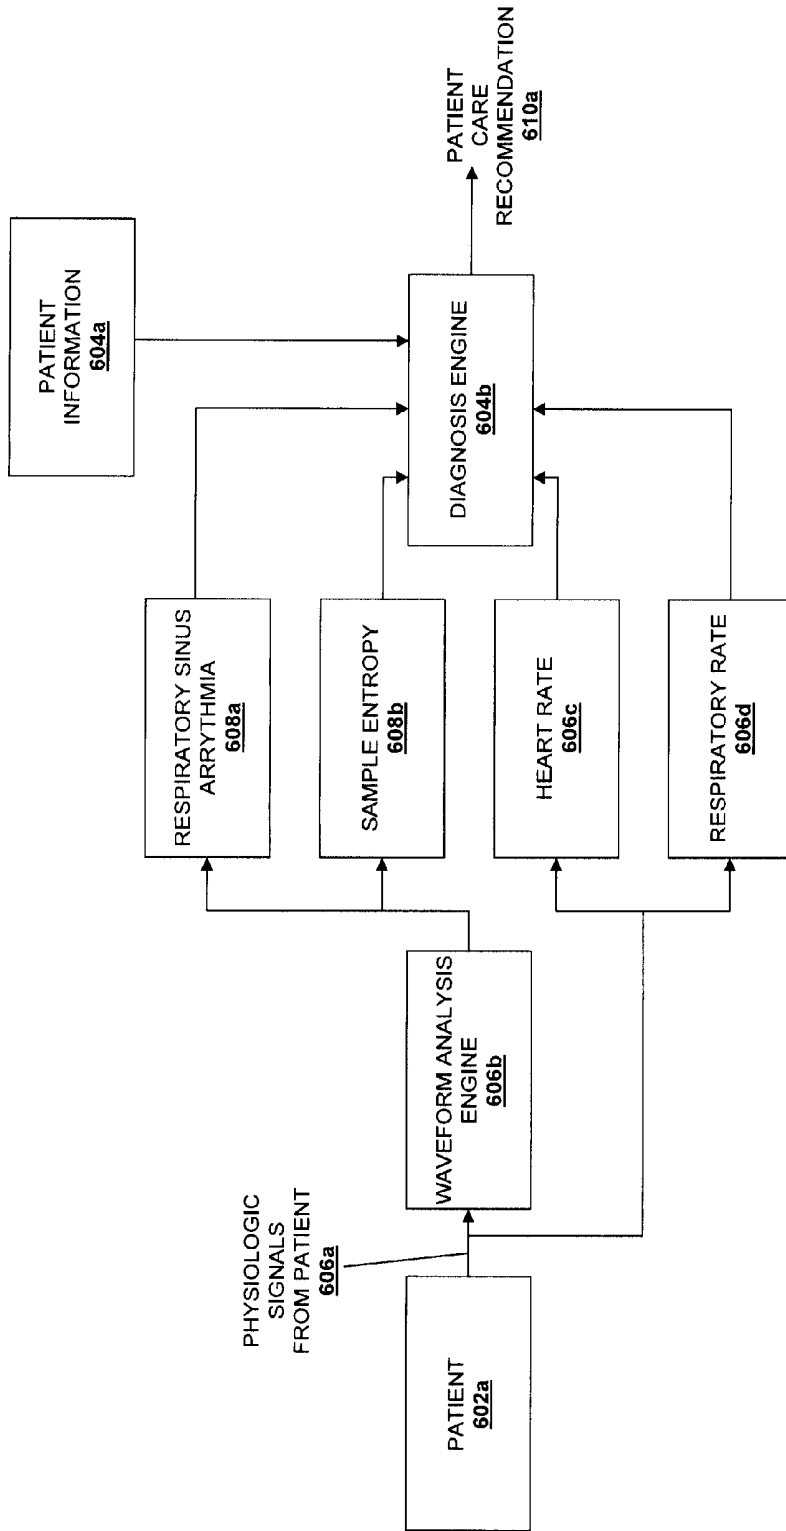 PATIENT
602a
PHYSIOLOGIC
SIGNALS
FROM PATIENT
606a
WAVEFORM ANALYSIS
ENGINE
606b
RESPIRATORY SINUS
ARRYTHMIA
608a
SAMPLE ENTROPY
608b
HEART RATE
606c
RESPIRATORY RATE
606d
PATIENT
INFORMATION
604a
DIAGNOSIS ENGINE
604b
PATIENT
CARE
RECOMMENDATION
610a